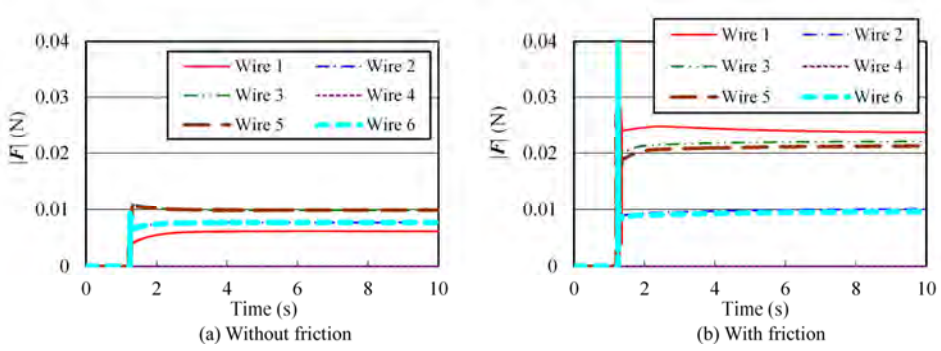 0.04
0.03
0.02
0.01
0
|F| (N)
Wire 1 Wire 2
Wire 3 Wire 4
Wire 5 Wire 6
0 2 4 6 8 10
Time (s)
(a) Without friction
0.04
0.03
0.02
0.01
0
|F| (N)
Wire 1 Wire 2
Wire 3 Wire 4
Wire 5 Wire 6
0 2 4 6 8 10
Time (s)
(b) With friction